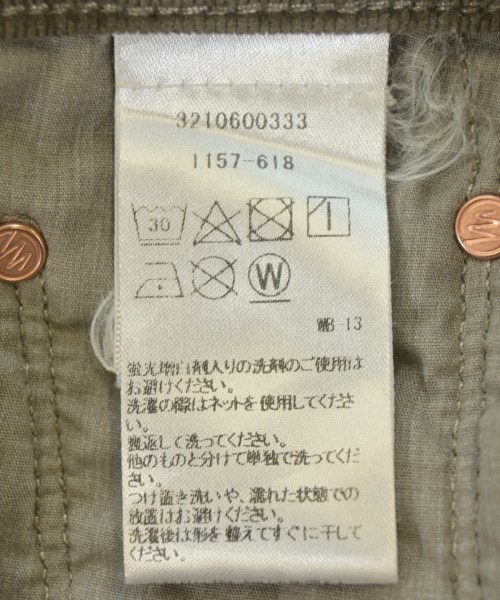 3210600333
1157-618
30
W
WB-13
蛍光増白剤入りの洗剤のご使用は
お避けください。
洗濯の際はネットを使用してくださ
い。
裏返して洗ってください。
他のものと分けて単独で洗ってくだ
さい。
つけ置き洗いや、濡れた状態での
放置はお避けください。
洗濯後は形を整えてすぐに干して
ください。